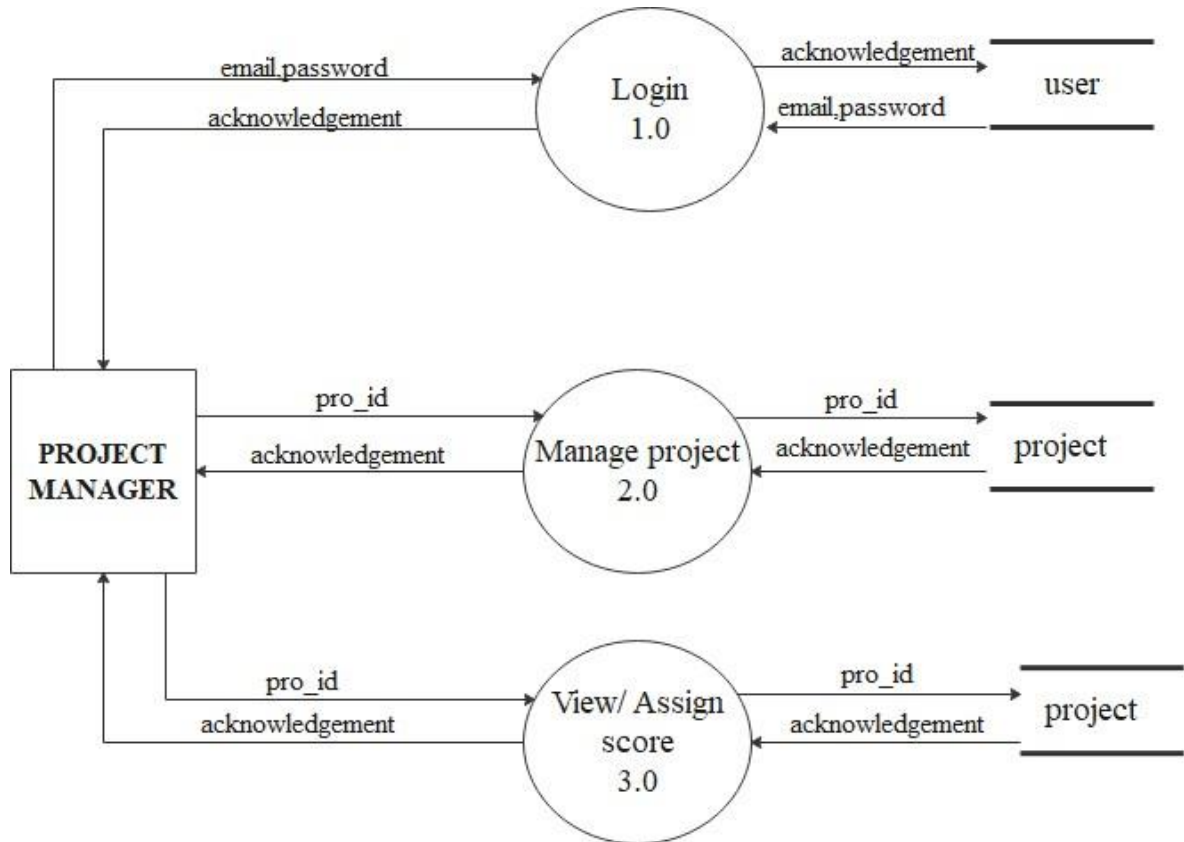 email,password
acknowledgement
Login
1.0
acknowledgement
email,password
user
PROJECT
MANAGER
pro_id
acknowledgement
Manage project
2.0
pro_id
acknowledgement
project
pro_id
acknowledgement
View/ Assign
score
3.0
pro_id
acknowledgement
project